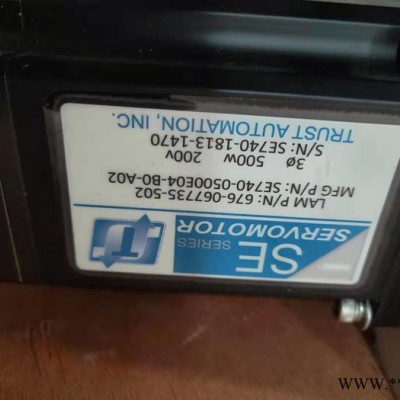 SE SERIES
SERVOMOTOR
LAM P/N: 676-067735-502
MFG P/N: SE740-0500E04-B0-A02
3ø 500w 200v
S/N: SE740-1813-1470
TRUST AUTOMATION, INC.
WWW.**